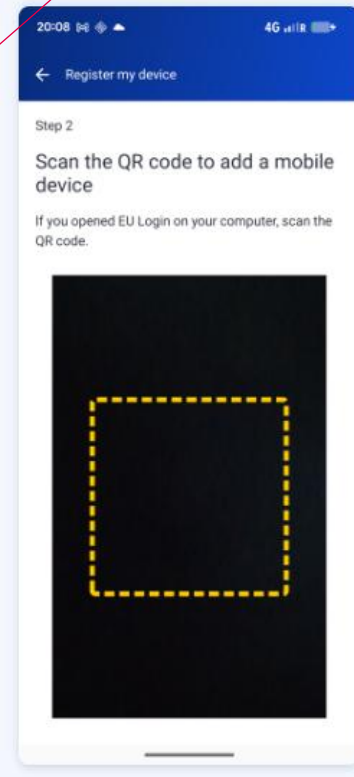 20:08
4G
Register my device
Step 2
Scan the QR code to add a mobile
device
If you opened EU Login on your computer, scan the
QR code.